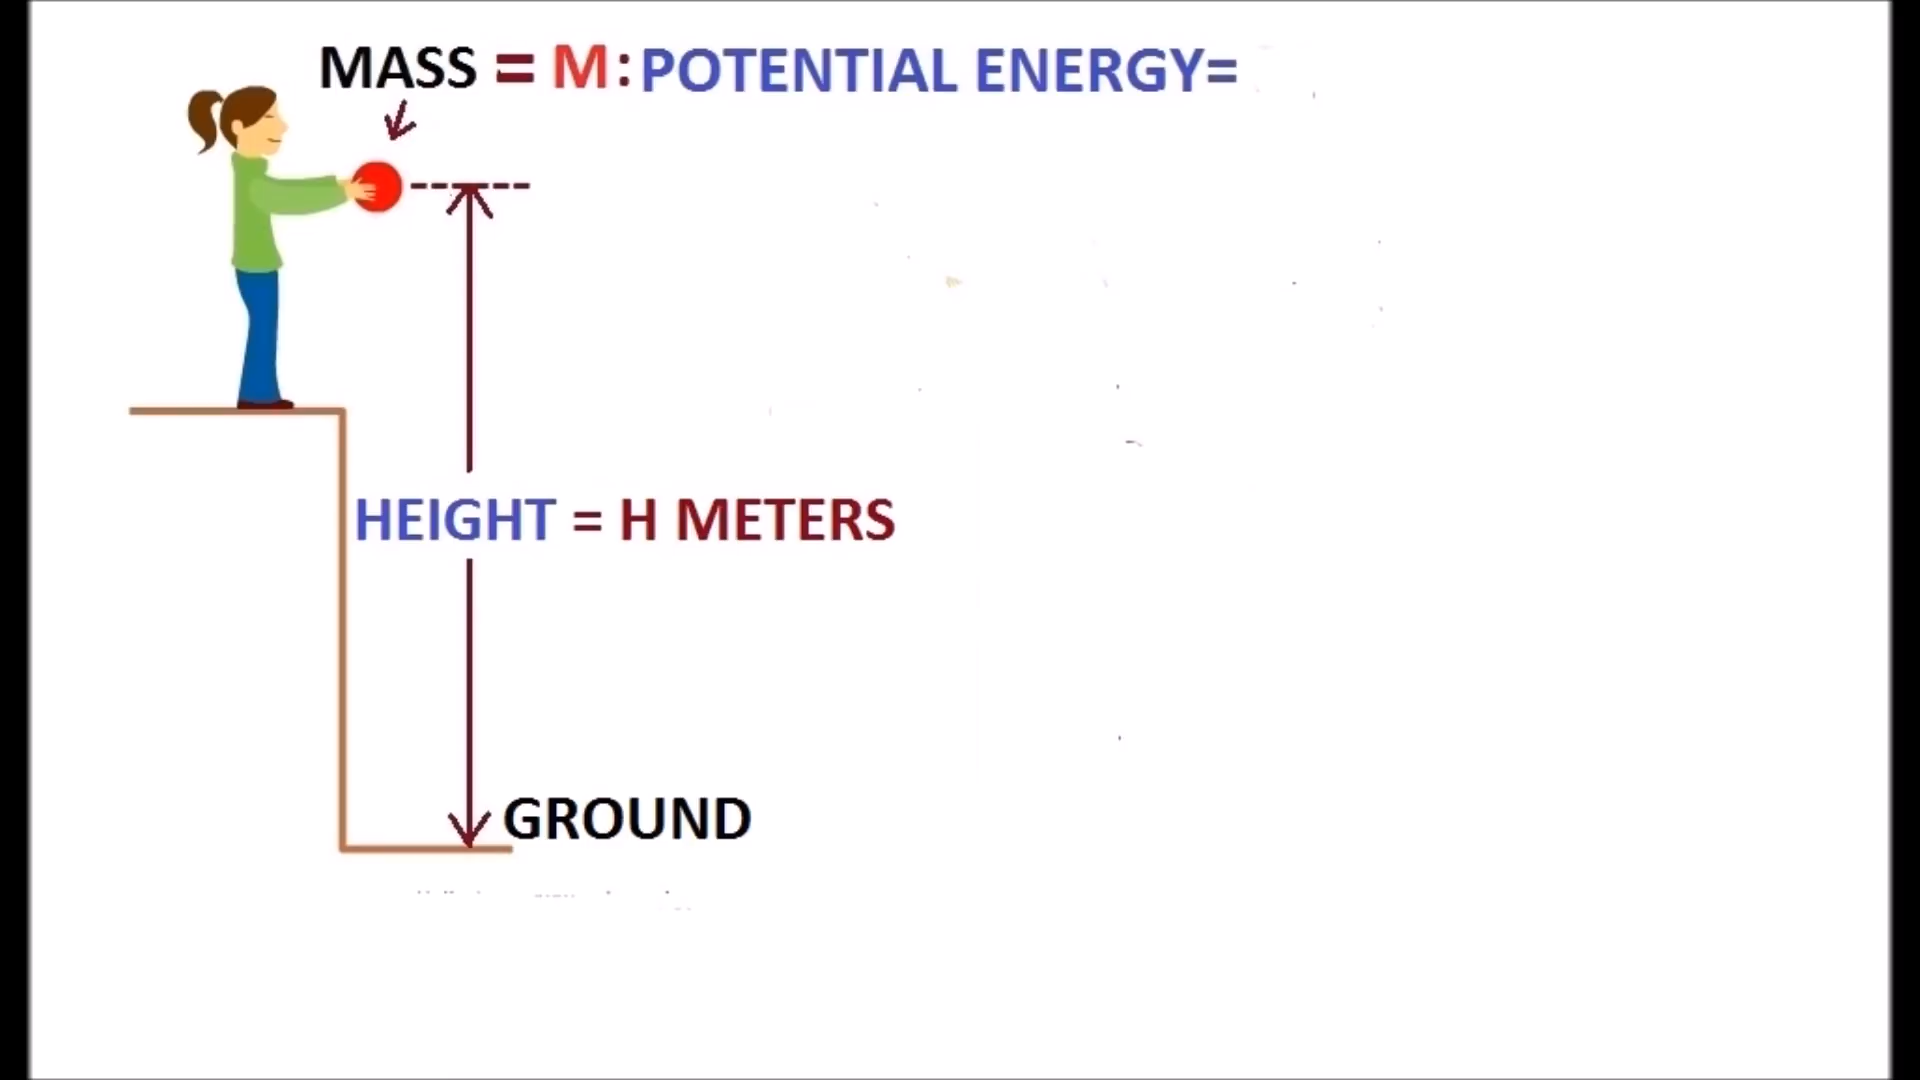 MASS = M: POTENTIAL ENERGY=
HEIGHT = H METERS
GROUND